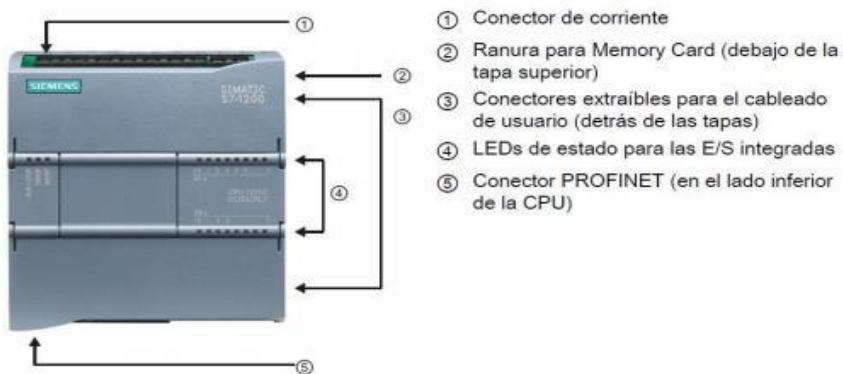 ① Conector de corriente
② Ranura para Memory Card (debajo de la
tapa superior)
③ Conectores extraíbles para el cableado
de usuario (detrás de las tapas)
④ LEDs de estado para las E/S integradas
⑤ Conector PROFINET (en el lado inferior
de la CPU)
①
②
③
④
⑤
SIEMENS
SIMATIC
S7-1200